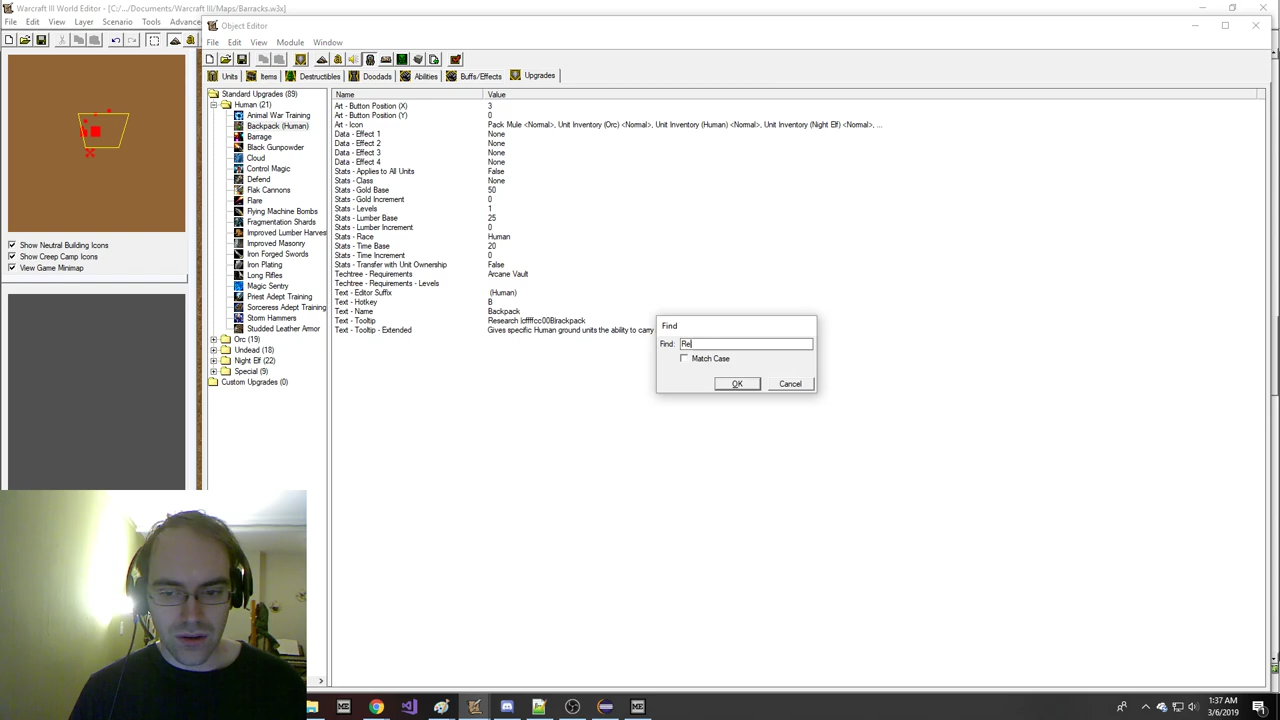 Warcraft III World Editor - [C:/.../Documents/Warcraft III/Maps/Barracks.w3x]
File Edit View Layer Scenario Tools Advance
Show Neutral Building Icons
Show Creep Camp Icons
View Game Minimap
Object Editor
File Edit View Module Window
Units Items Destructibles Doodads Abilities Buffs/Effects Upgrades
Standard Upgrades (89)
Human (21)
Animal War Training
Backpack (Human)
Barrage
Black Gunpowder
Cloud
Control Magic
Defend
Flak Cannons
Flare
Flying Machine Bombs
Fragmentation Shards
Improved Lumber Harves
Improved Masonry
Iron Forged Swords
Iron Plating
Long Rifles
Magic Sentry
Priest Adept Training
Sorceress Adept Training
Storm Hammers
Studded Leather Armor
Orc (19)
Undead (18)
Night Elf (22)
Special (9)
Custom Upgrades (0)
Name Value
Art - Button Position (X) 3
Art - Button Position (Y) 0
Art - Icon Pack Mule <Normal>, Unit Inventory (Orc) <Normal>, Unit Inventory (Human) <Normal>, Unit Inventory (Night Elf) <Normal>, ...
Data - Effect 1 None
Data - Effect 2 None
Data - Effect 3 None
Data - Effect 4 None
Stats - Applies to All Units False
Stats - Class None
Stats - Gold Base 50
Stats - Gold Increment 0
Stats - Levels 1
Stats - Lumber Base 25
Stats - Lumber Increment 0
Stats - Race Human
Stats - Time Base 20
Stats - Time Increment 0
Stats - Transfer with Unit Ownership False
Techtree - Requirements Arcane Vault
Techtree - Requirements - Levels
Text - Editor Suffix (Human)
Text - Hotkey B
Text - Name Backpack
Text - Tooltip Research |cffffcc00B|rackpack
Text - Tooltip - Extended Gives specific Human ground units the ability to carry
Find
Find: Re
Match Case
OK Cancel
ME
ME
1:37 AM
3/6/2019